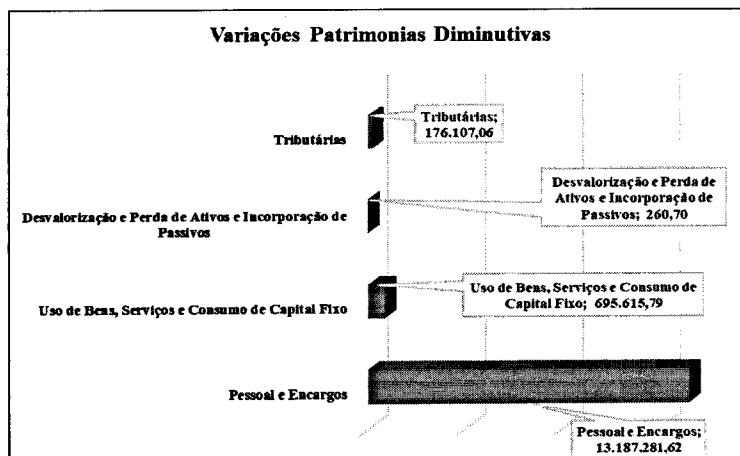 Variações Patrimonias Diminutivas
Tributárias;
176.107,06
Tributárias
Desvalorização e Perda de
Ativos e Incorporação de
Passivos; 260,70
Desvalorização e Perda de Ativos e Incorporação de
Passivos
Uso de Bens, Serviços e Consumo de
Capital Fixo; 695.615,79
Uso de Bens, Serviços e Consumo de Capital Fixo
Pessoal e Encargos
Pessoal e Encargos;
13.187.281,62